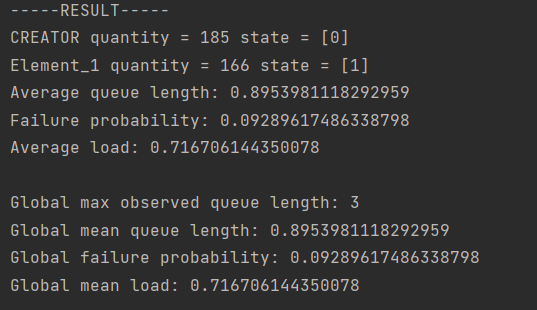 -----RESULT-----
CREATOR quantity = 185 state = [0]
Element_1 quantity = 166 state = [1]
Average queue length: 0.8953981118292959
Failure probability: 0.09289617486338798
Average load: 0.716706144350078
Global max observed queue length: 3
Global mean queue length: 0.8953981118292959
Global failure probability: 0.09289617486338798
Global mean load: 0.716706144350078